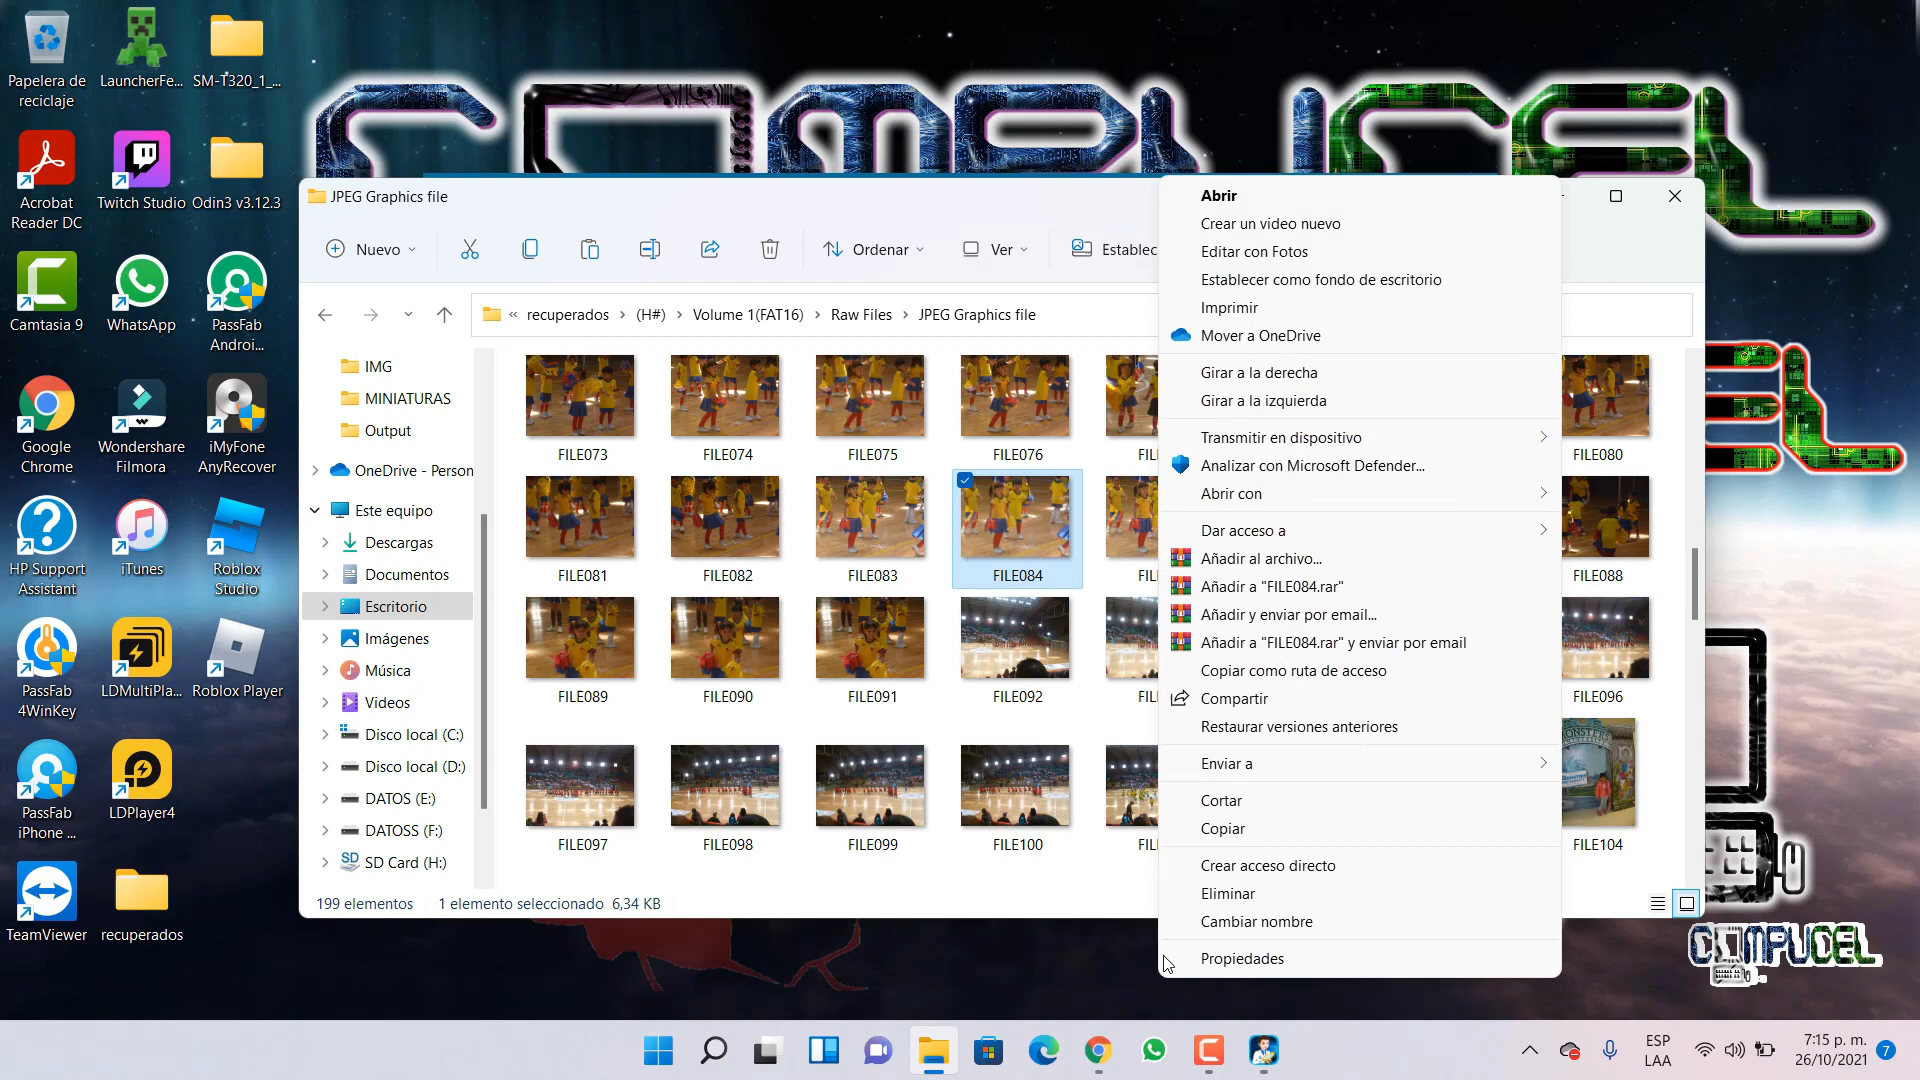 Papelera de
reciclaje
LauncherFe...
SM-T320_1_...
Acrobat
Reader DC
Twitch Studio
Odin3 v3.12.3
Camtasia 9
WhatsApp
PassFab
Androi...
Google
Chrome
Wondershare
Filmora
iMyFone
AnyRecover
HP Support
Assistant
iTunes
Roblox
Studio
PassFab
4WinKey
LDMultiPla...
Roblox Player
PassFab
iPhone ...
LDPlayer4
TeamViewer
recuperados
COMPUCEL
JPEG Graphics file
Nuevo
Ordenar
Ver
Establec
« recuperados > (H#) > Volume 1(FAT16) > Raw Files > JPEG Graphics file
IMG
MINIATURAS
Output
OneDrive - Person
Este equipo
Descargas
Documentos
Escritorio
Imágenes
Música
Videos
Disco local (C:)
Disco local (D:)
DATOS (E:)
DATOSS (F:)
SD Card (H:)
FILE073
FILE074
FILE075
FILE076
FILE080
FILE081
FILE082
FILE083
FILE084
FILE088
FILE089
FILE090
FILE091
FILE092
FILE096
FILE097
FILE098
FILE099
FILE100
FILE104
199 elementos
1 elemento seleccionado 6,34 KB
Abrir
Crear un video nuevo
Editar con Fotos
Establecer como fondo de escritorio
Imprimir
Mover a OneDrive
Girar a la derecha
Girar a la izquierda
Transmitir en dispositivo
Analizar con Microsoft Defender...
Abrir con
Dar acceso a
Añadir al archivo...
Añadir a "FILE084.rar"
Añadir y enviar por email...
Añadir a "FILE084.rar" y enviar por email
Copiar como ruta de acceso
Compartir
Restaurar versiones anteriores
Enviar a
Cortar
Copiar
Crear acceso directo
Eliminar
Cambiar nombre
Propiedades
COMPUCEL
ESP
LAA
7:15 p. m.
26/10/2021
7